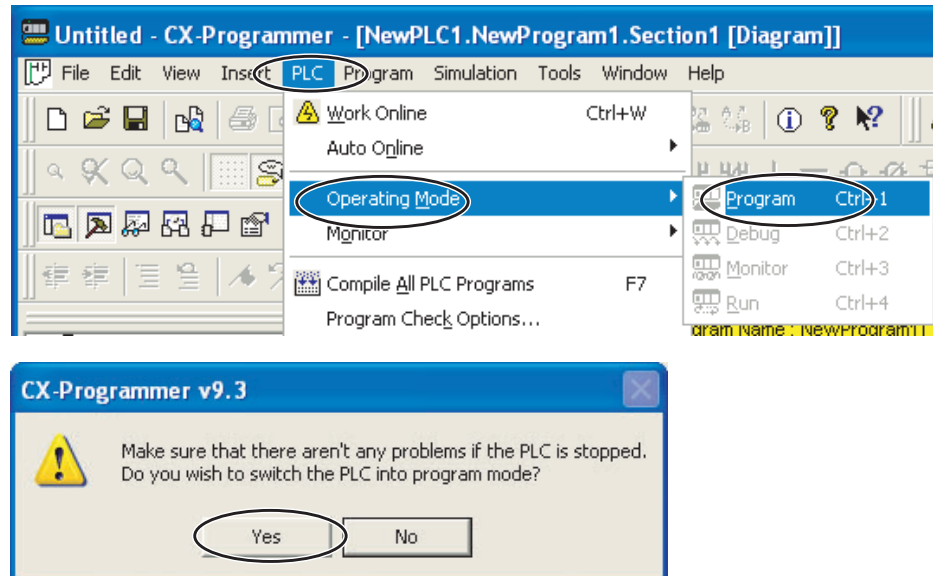 Untitled - CX-Programmer - [NewPLC1.NewProgram1.Section1 [Diagram]]
File Edit View Insert PLC Program Simulation Tools Window Help
Work Online Ctrl+W
Auto Online
Operating Mode
Program Ctrl+1
Monitor
Debug Ctrl+2
Monitor Ctrl+3
Compile All PLC Programs F7
Run Ctrl+4
Program Check Options...
gram Name : NewProgram1]
CX-Programmer v9.3
Make sure that there aren't any problems if the PLC is stopped.
Do you wish to switch the PLC into program mode?
Yes No